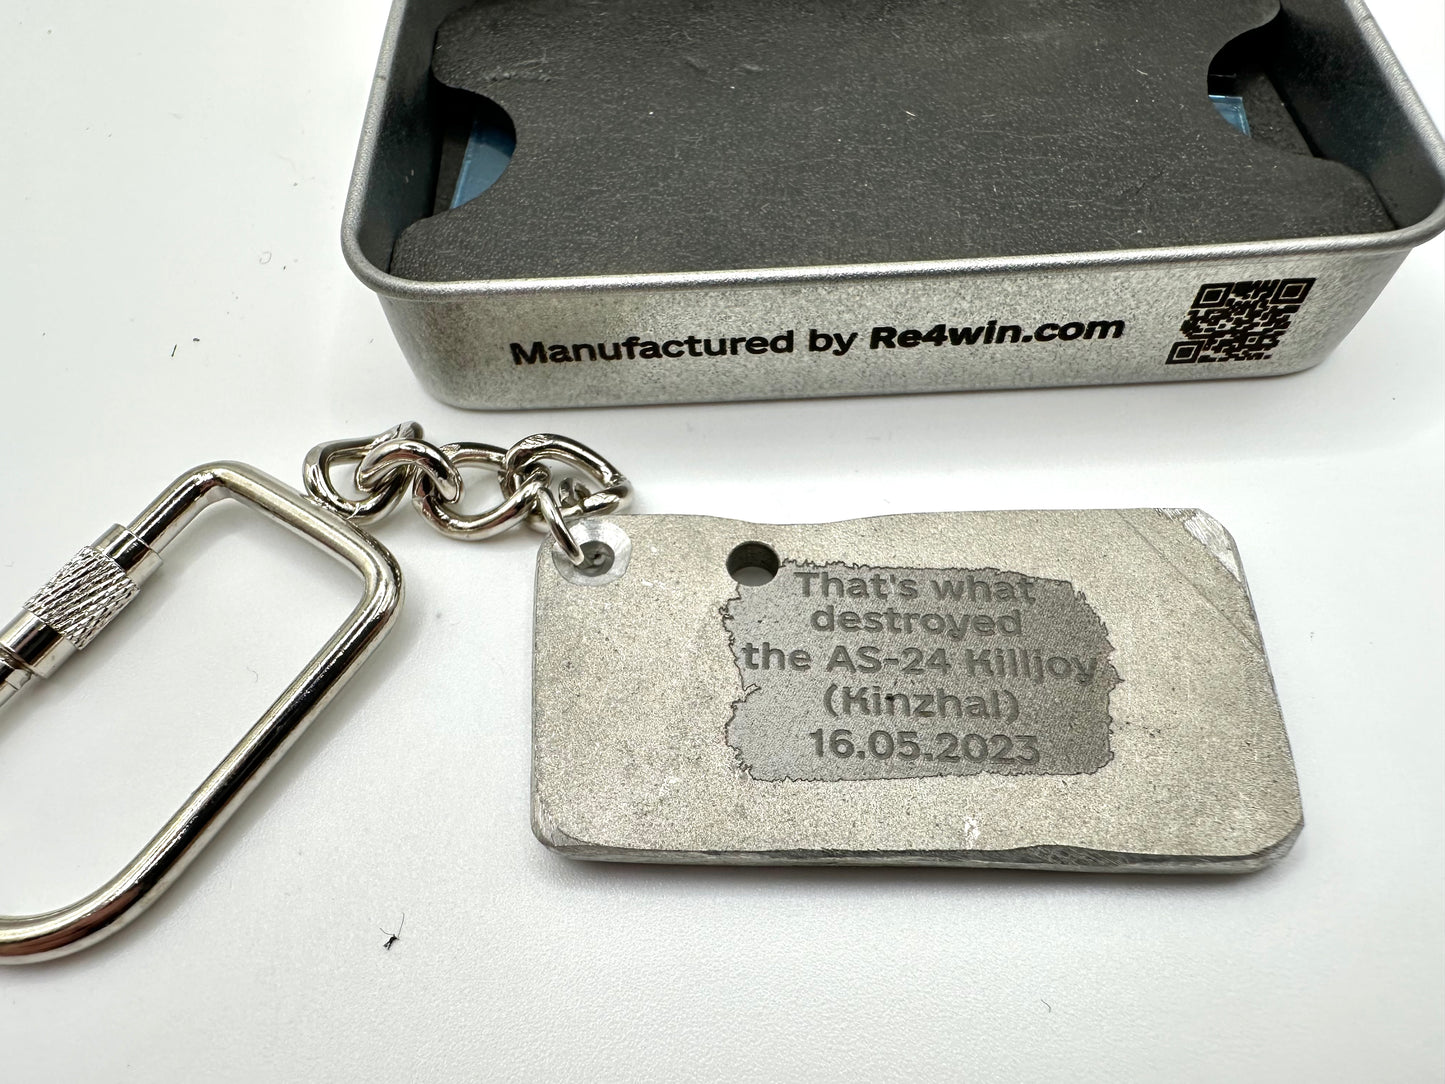 Manufactured by Re4win.com
That's what
destroyed
the AS-24 Killjoy
(Kinzhal)
16.05.2023